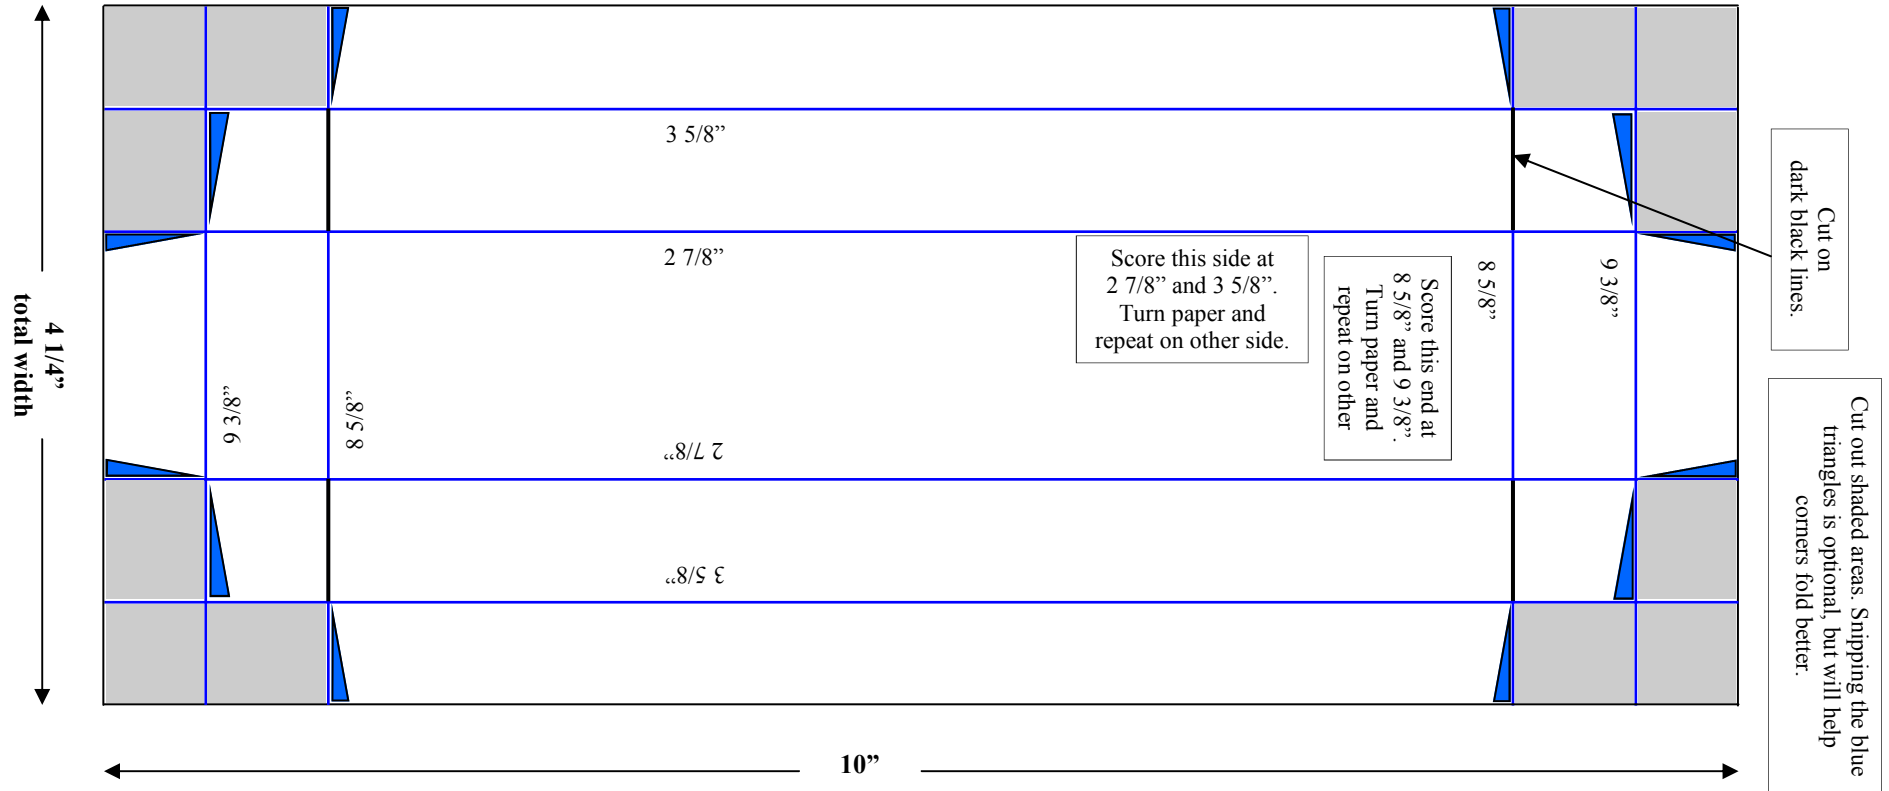 3 5/8”
2 7/8”
Score this side at
2 7/8” and 3 5/8”.
Turn paper and
repeat on other side.
Score this end at
8 5/8” and 9 3/8”.
Turn paper and
repeat on other
8 5/8”
9 3/8”
Cut on
dark black lines.
Cut out shaded areas. Snipping the blue
triangles is optional, but will help
corners fold better.
4 1/4”
total width
9 3/8”
8 5/8”
2 7/8”
3 5/8”
10”